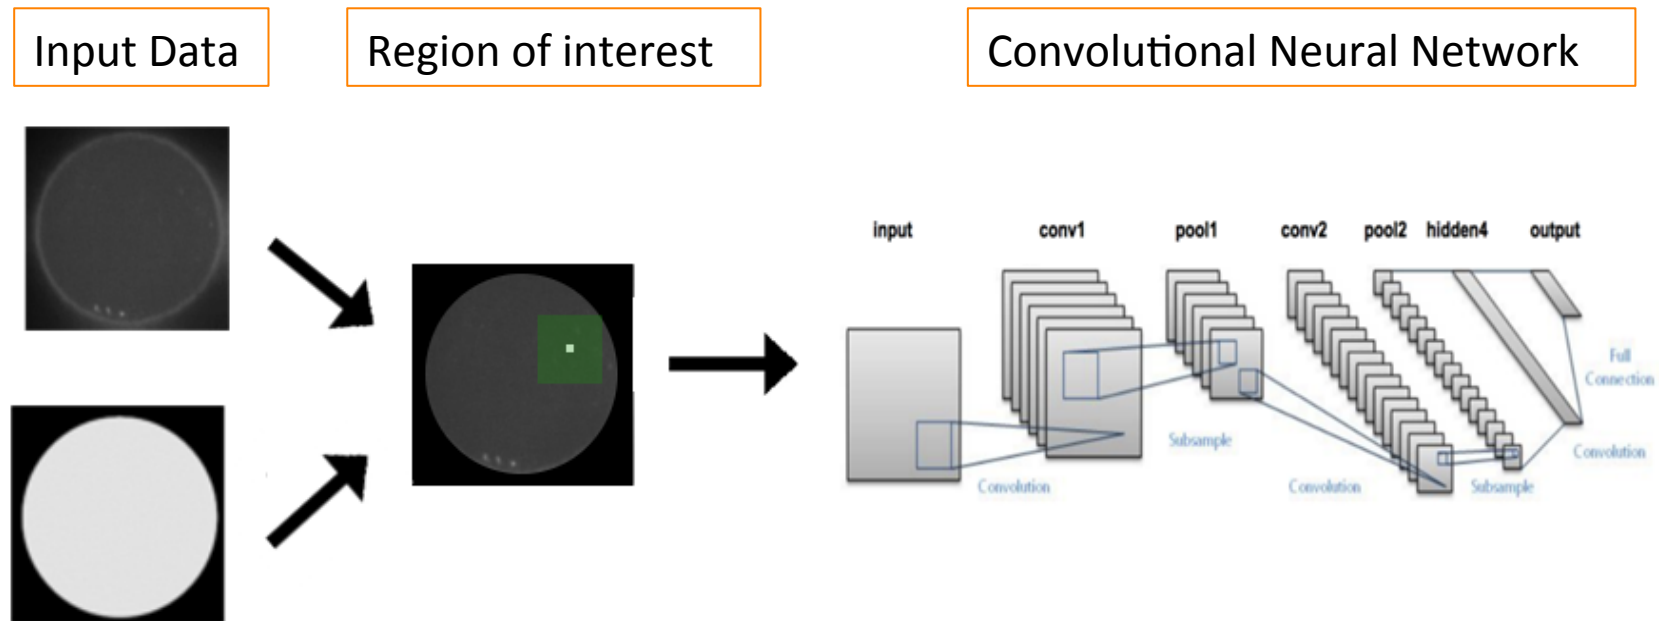 Input Data
Region of interest
Convolutional Neural Network
input conv1 pool1 conv2 pool2 hidden4 output
Full
Connection
Subsample
Convolution
Convolution
Convolution
Subsample